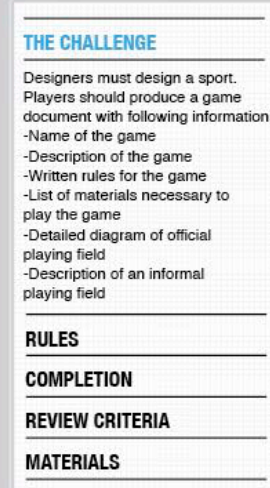 THE CHALLENGE
Designers must design a sport.
Players should produce a game
document with following information
-Name of the game
-Description of the game
-Written rules for the game
-List of materials necessary to
play the game
-Detailed diagram of official
playing field
-Description of an informal
playing field
RULES
COMPLETION
REVIEW CRITERIA
MATERIALS